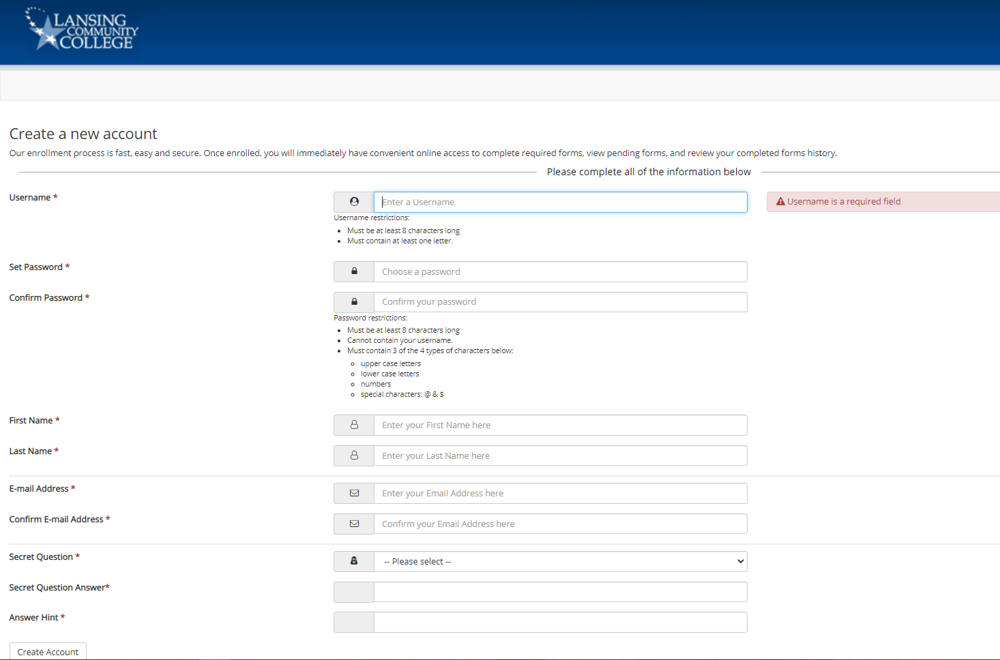 LANSING
COMMUNITY
COLLEGE
Create a new account
Our enrollment process is fast, easy and secure. Once enrolled, you will immediately have convenient online access to complete required forms, view pending forms, and review your completed forms history.
Please complete all of the information below
Username *
Enter a Username
Username is a required field
Username restrictions:
Must be at least 8 characters long
Must contain at least one letter.
Set Password *
Choose a password
Confirm Password *
Confirm your password
Password restrictions:
Must be at least 8 characters long
Cannot contain your username.
Must contain 3 of the 4 types of characters below:
upper case letters
lower case letters
numbers
special characters: @ & $
First Name *
Enter your First Name here
Last Name *
Enter your Last Name here
E-mail Address *
Enter your Email Address here
Confirm E-mail Address *
Confirm your Email Address here
Secret Question *
-- Please select --
Secret Question Answer*
Answer Hint *
Create Account